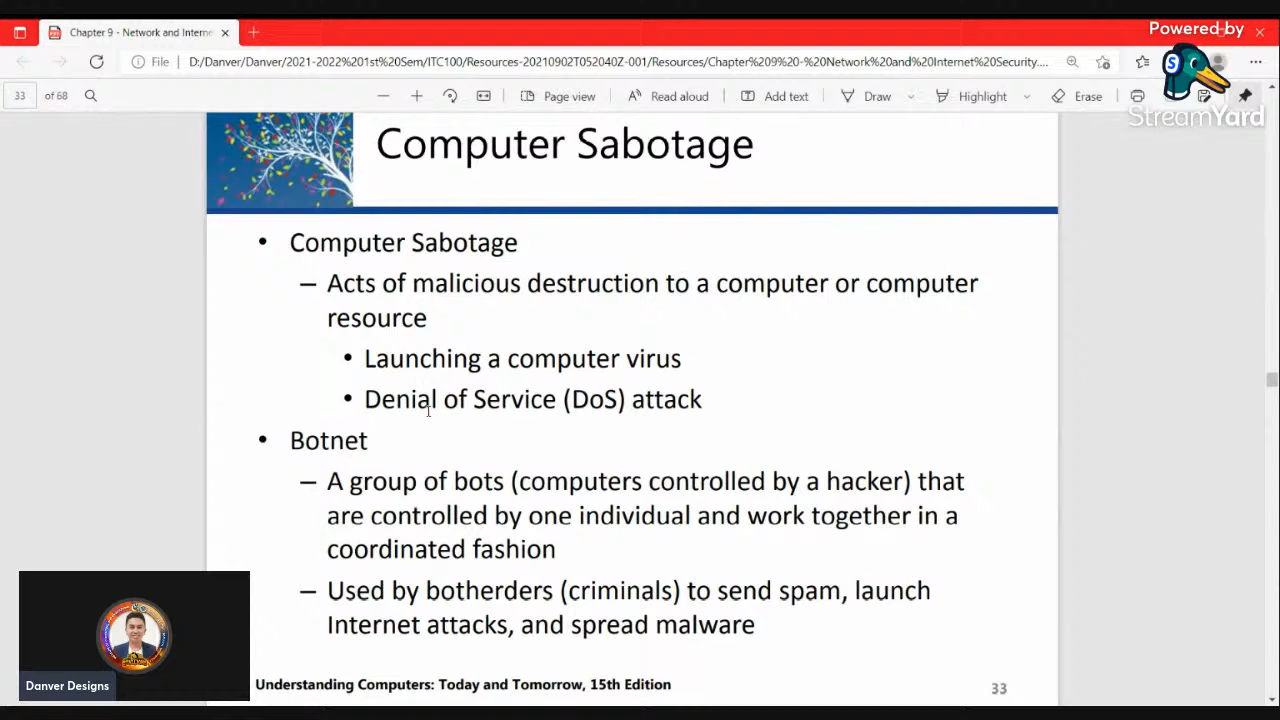 Powered by
Chapter 9 - Network and Interne
File
D:/Danver/Danver/2021-2022%201st%20Sem/ITC100/Resources-20210902T052040Z-001/Resources/Chapter%209%20-%20Network%20and%20Internet%20Security....
33 of 68
Page view
Read aloud
Add text
Draw
Highlight
Erase
S
StreamYard
Computer Sabotage
• Computer Sabotage
– Acts of malicious destruction to a computer or computer
resource
• Launching a computer virus
• Denial of Service (DoS) attack
• Botnet
– A group of bots (computers controlled by a hacker) that
are controlled by one individual and work together in a
coordinated fashion
– Used by botherders (criminals) to send spam, launch
Internet attacks, and spread malware
Danver Designs
Understanding Computers: Today and Tomorrow, 15th Edition
33